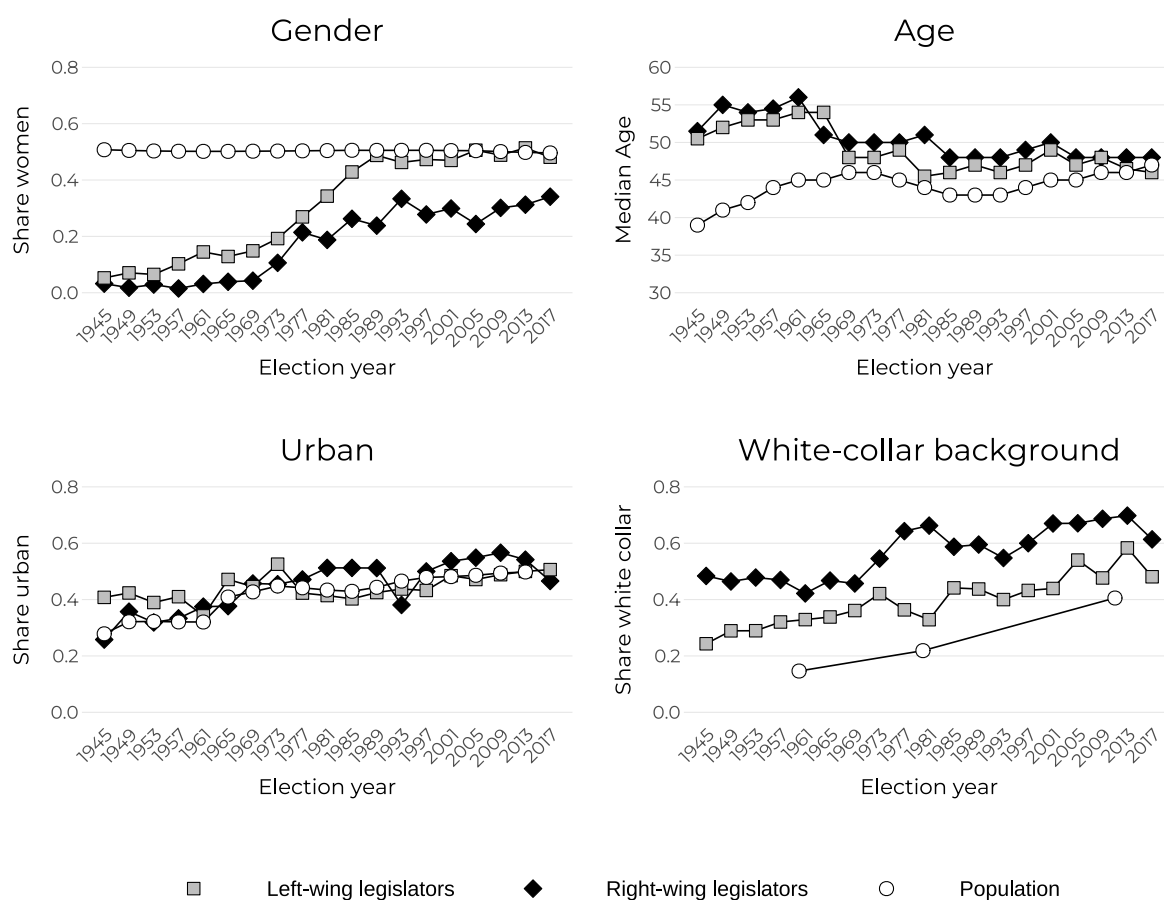 Gender
Share women
0.8
0.6
0.4
0.2
0.0
1945 1949 1953 1957 1961 1965 1969 1973 1977 1981 1985 1989 1993 1997 2001 2005 2009 2013 2017
Election year
Age
Median Age
60
55
50
45
40
35
30
1945 1949 1953 1957 1961 1965 1969 1973 1977 1981 1985 1989 1993 1997 2001 2005 2009 2013 2017
Election year
Urban
Share urban
0.8
0.6
0.4
0.2
0.0
1945 1949 1953 1957 1961 1965 1969 1973 1977 1981 1985 1989 1993 1997 2001 2005 2009 2013 2017
Election year
White-collar background
Share white collar
0.8
0.6
0.4
0.2
0.0
1945 1949 1953 1957 1961 1965 1969 1973 1977 1981 1985 1989 1993 1997 2001 2005 2009 2013 2017
Election year
Left-wing legislators Right-wing legislators Population